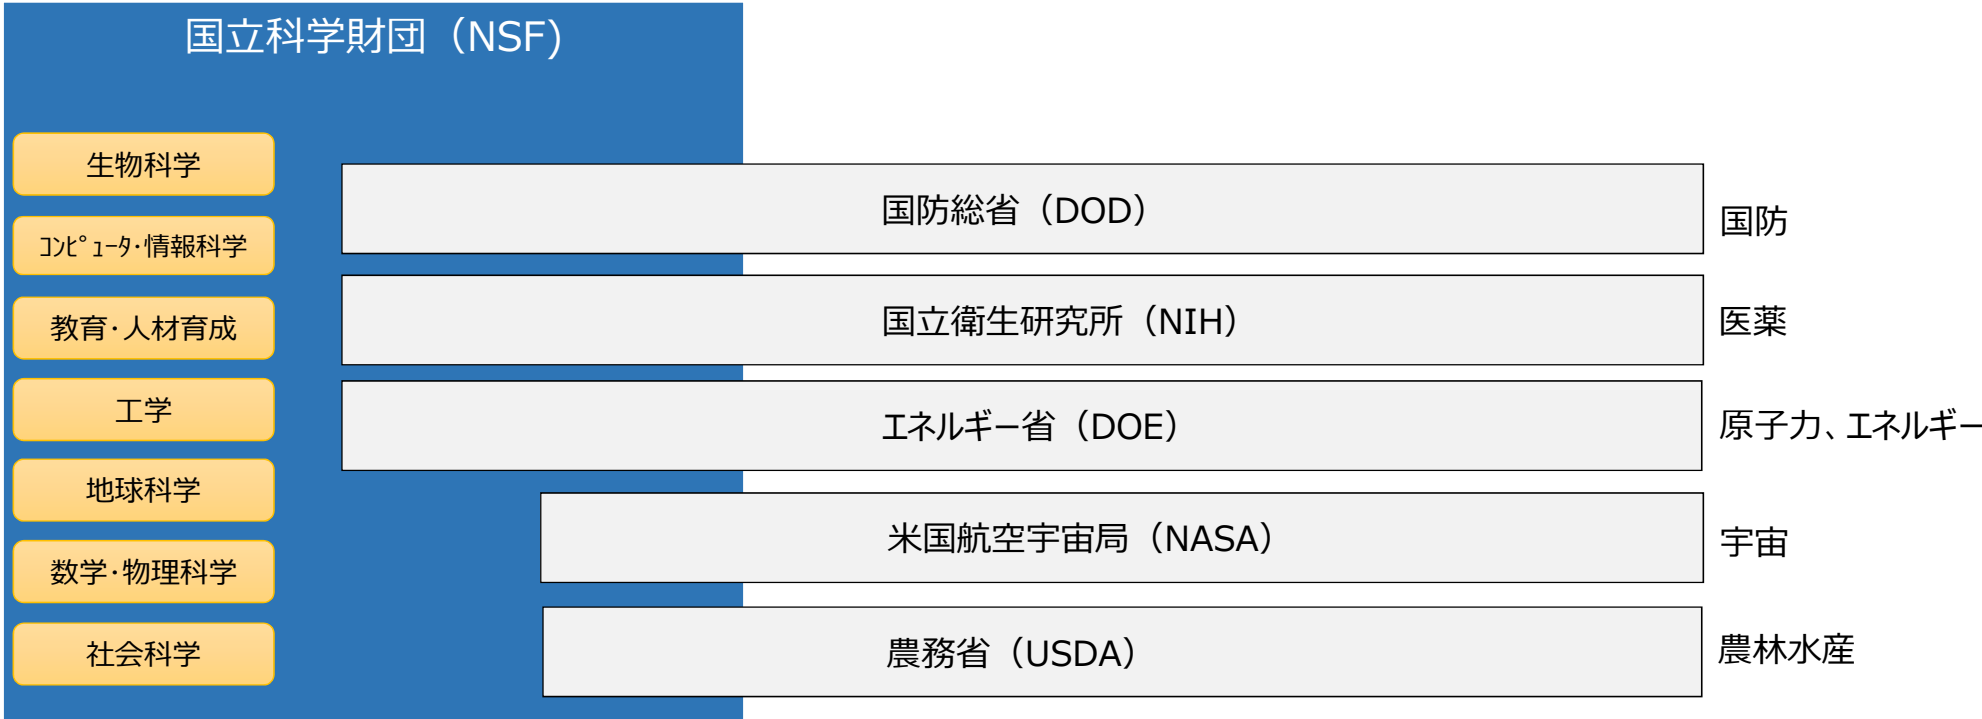 国立科学財団（NSF）
生物科学
ｺﾝﾋﾟｭｰﾀ･情報科学
教育･人材育成
工学
地球科学
数学･物理科学
社会科学
国防総省（DOD）
国防
国立衛生研究所（NIH）
医薬
エネルギー省（DOE）
原子力、エネルギー
米国航空宇宙局（NASA）
宇宙
農務省（USDA）
農林水産